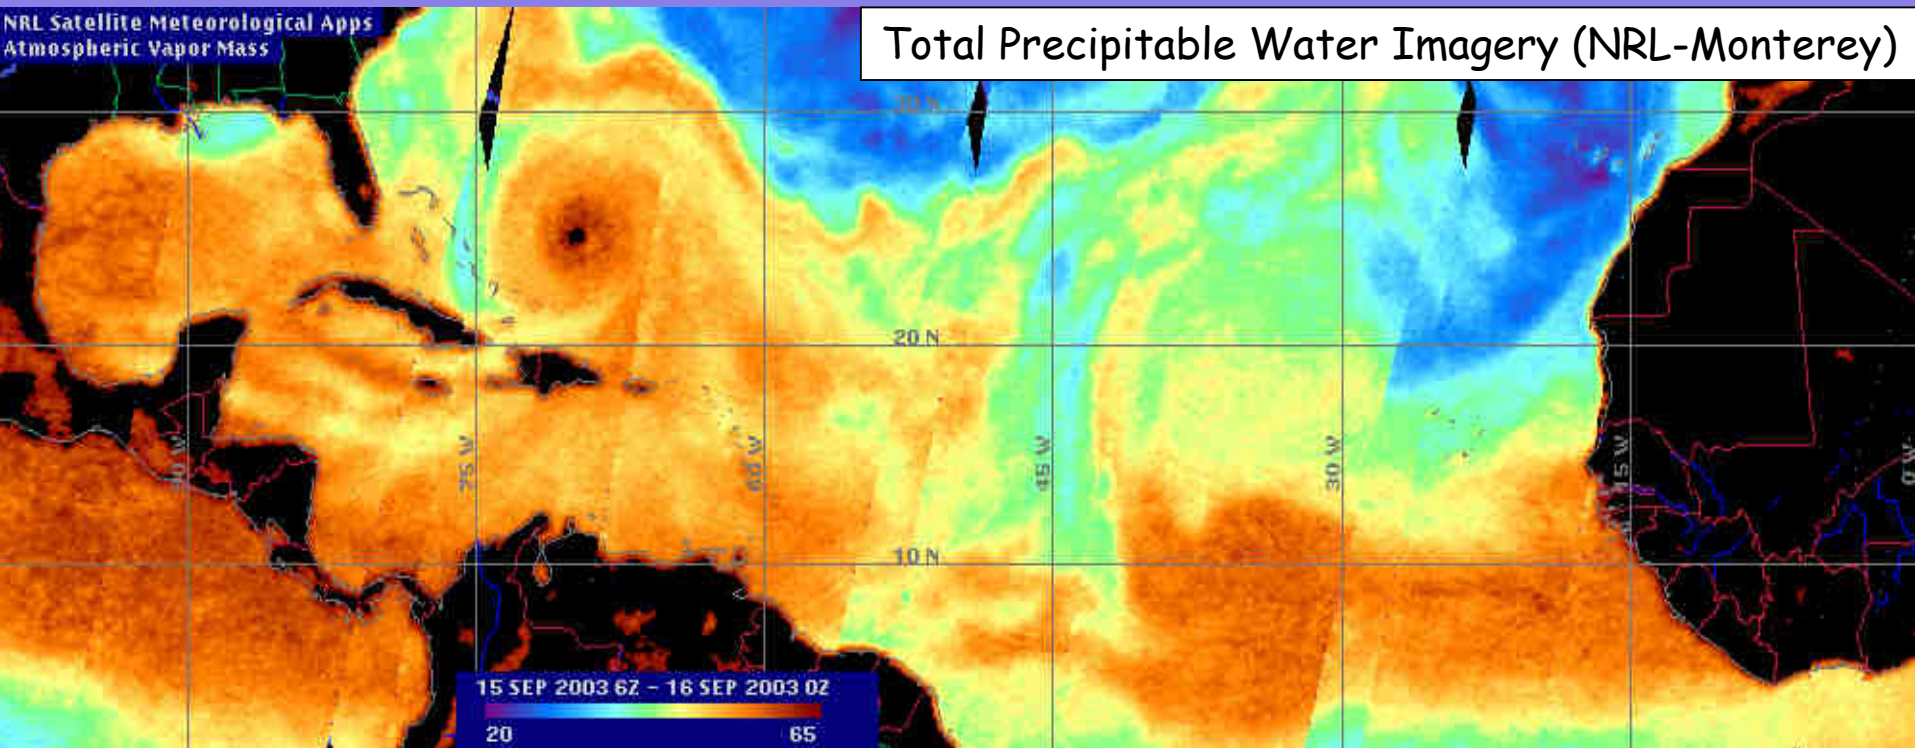 NRL Satellite Meteorological Apps
Atmospheric Vapor Mass
Total Precipitable Water Imagery (NRL-Monterey)
30 N
20 N
90 W
75 W
60 W
45 W
30 W
15 W
10 N
15 SEP 2003 6Z - 16 SEP 2003 0Z
20
65